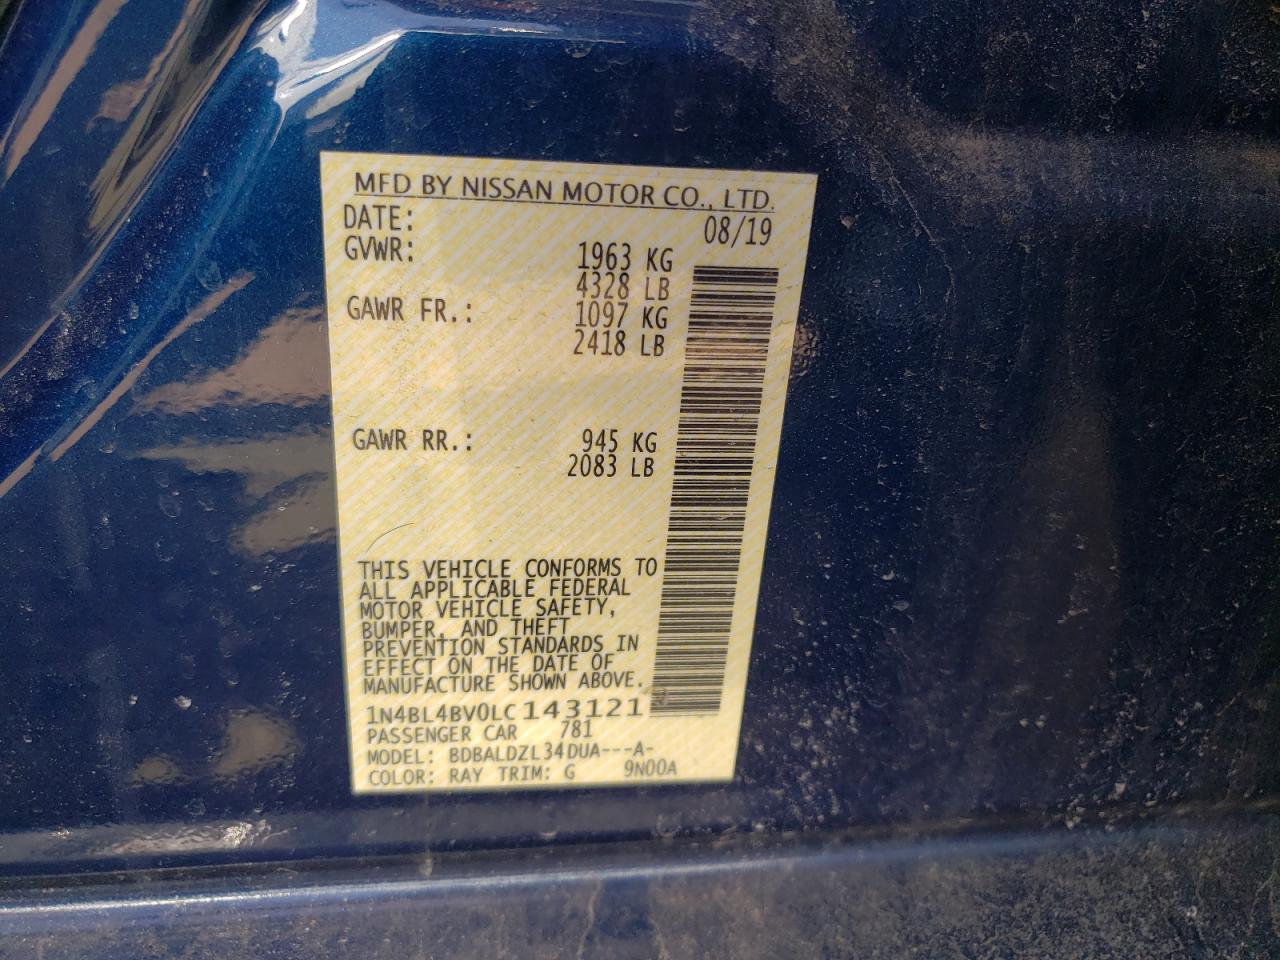 MFD BY NISSAN MOTOR CO., LTD.
DATE: 08/19
GVWR: 1963 KG
4328 LB
GAWR FR.: 1097 KG
2418 LB
GAWR RR.: 945 KG
2083 LB
THIS VEHICLE CONFORMS TO
ALL APPLICABLE FEDERAL
MOTOR VEHICLE SAFETY,
BUMPER, AND THEFT
PREVENTION STANDARDS IN
EFFECT ON THE DATE OF
MANUFACTURE SHOWN ABOVE.
1N4BL4BV0LC143121
PASSENGER CAR 781
MODEL: BDBALDZL34DUA---A-
COLOR: RAY TRIM: G 9N00A